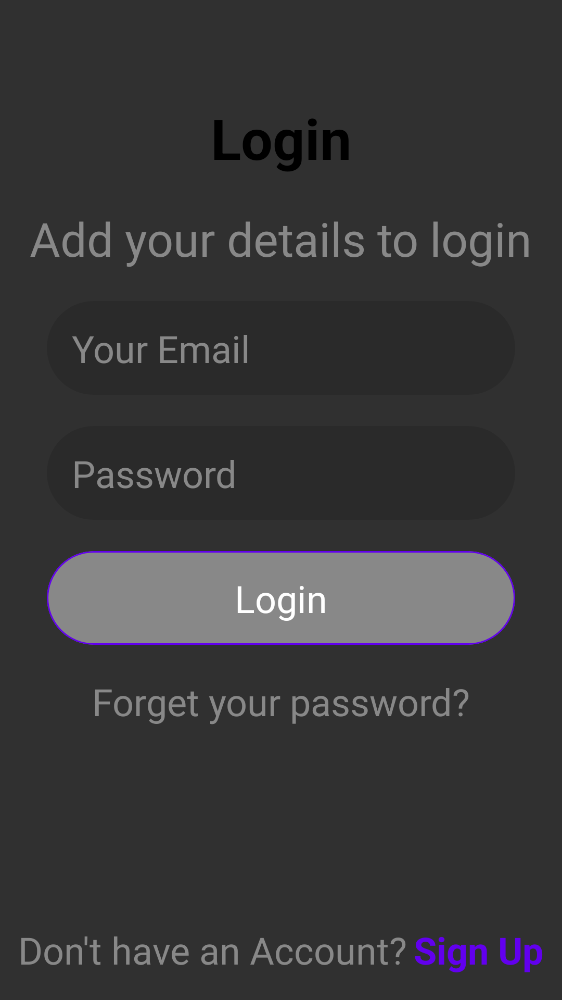 Login
Add your details to login
Your Email
Password
Login
Forget your password?
Don't have an Account? Sign Up